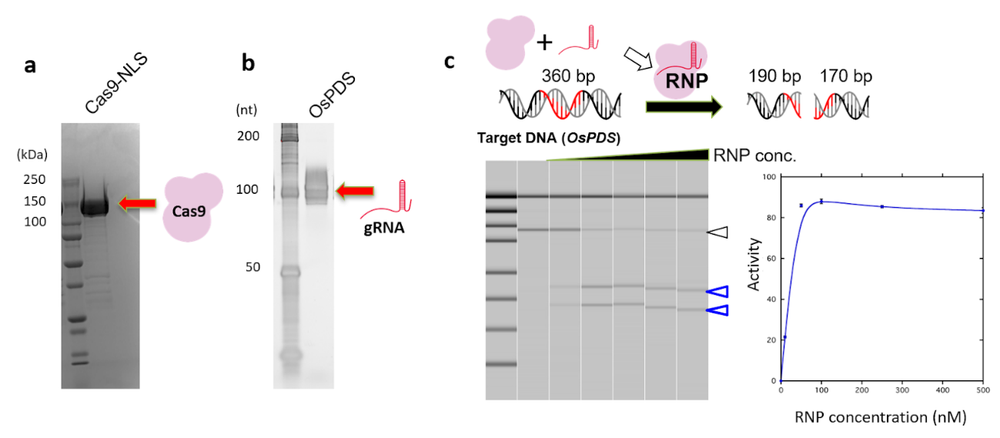 a
Cas9-NLS
(kDa)
250
150
100
Cas9
b
OsPDS
(nt)
200
100
50
gRNA
c
+
RNP
360 bp
190 bp
170 bp
Target DNA (OsPDS)
RNP conc.
Activity
100
80
60
40
20
0
0
100
200
300
400
500
RNP concentration (nM)